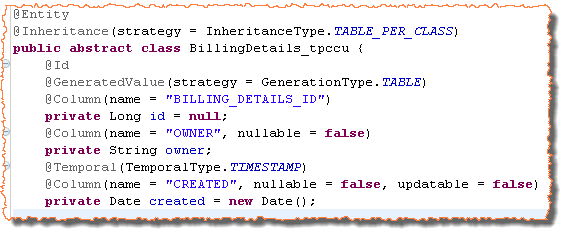 @Entity
@Inheritance(strategy = InheritanceType.TABLE_PER_CLASS)
public abstract class BillingDetails_tpccu {
@Id
@GeneratedValue(strategy = GenerationType.TABLE)
@Column(name = "BILLING_DETAILS_ID")
private Long id = null;
@Column(name = "OWNER", nullable = false)
private String owner;
@Temporal(TemporalType.TIMESTAMP)
@Column(name = "CREATED", nullable = false, updatable = false)
private Date created = new Date();